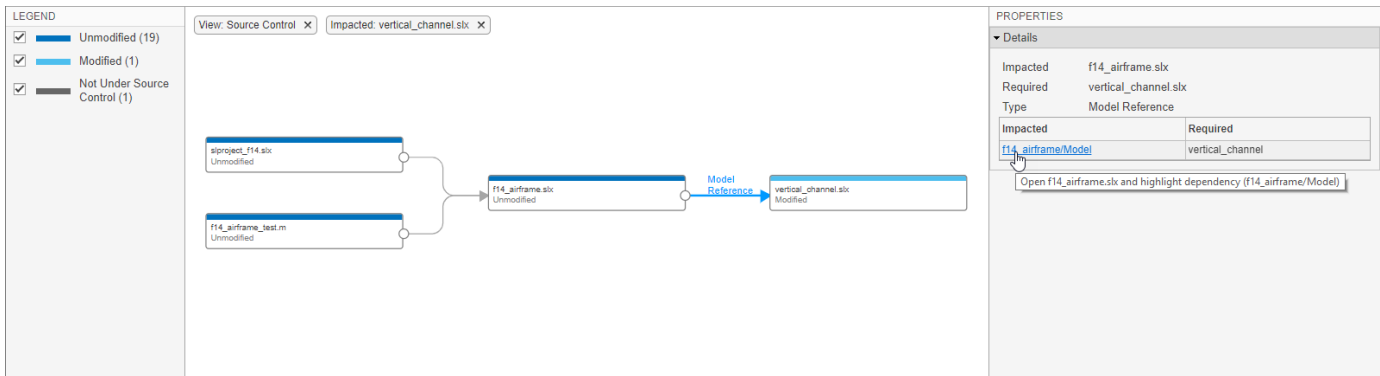 LEGEND
Unmodified (19)
Modified (1)
Not Under Source
Control (1)
View: Source Control X
Impacted: vertical_channel.slx X
slproject_f14.slx
Unmodified
f14_airframe_test.m
Unmodified
f14_airframe.slx
Unmodified
Model
Reference
vertical_channel.slx
Modified
PROPERTIES
Details
Impacted f14_airframe.slx
Required vertical_channel.slx
Type Model Reference
Impacted Required
f14_airframe/Model vertical_channel
Open f14_airframe.slx and highlight dependency (f14_airframe/Model)